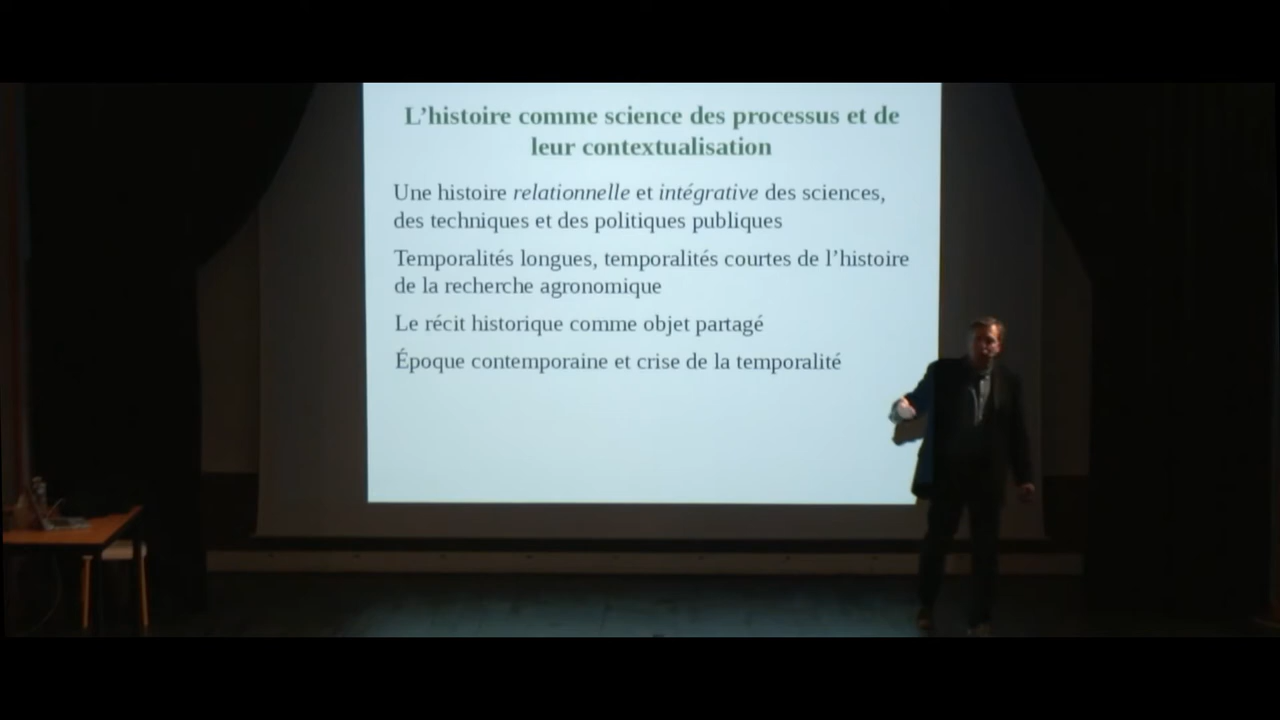 L’histoire comme science des processus et de
leur contextualisation
Une histoire relationnelle et intégrative des sciences,
des techniques et des politiques publiques
Temporalités longues, temporalités courtes de l’histoire
de la recherche agronomique
Le récit historique comme objet partagé
Époque contemporaine et crise de la temporalité